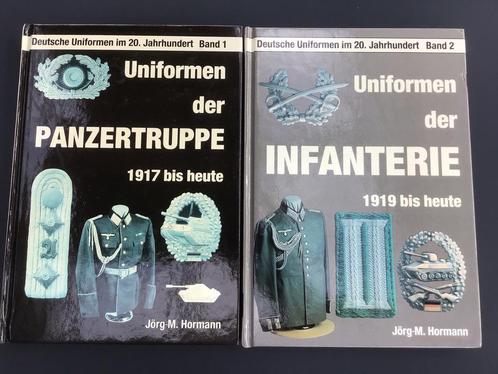 Deutsche Uniformen im 20. Jahrhundert Band 1
Uniformen
der
PANZERTRUPPE
1917 bis heute
Jörg-M. Hormann
Deutsche Uniformen im 20. Jahrhundert Band 2
Uniformen
der
INFANTERIE
1919 bis heute
Jörg-M. Hormann